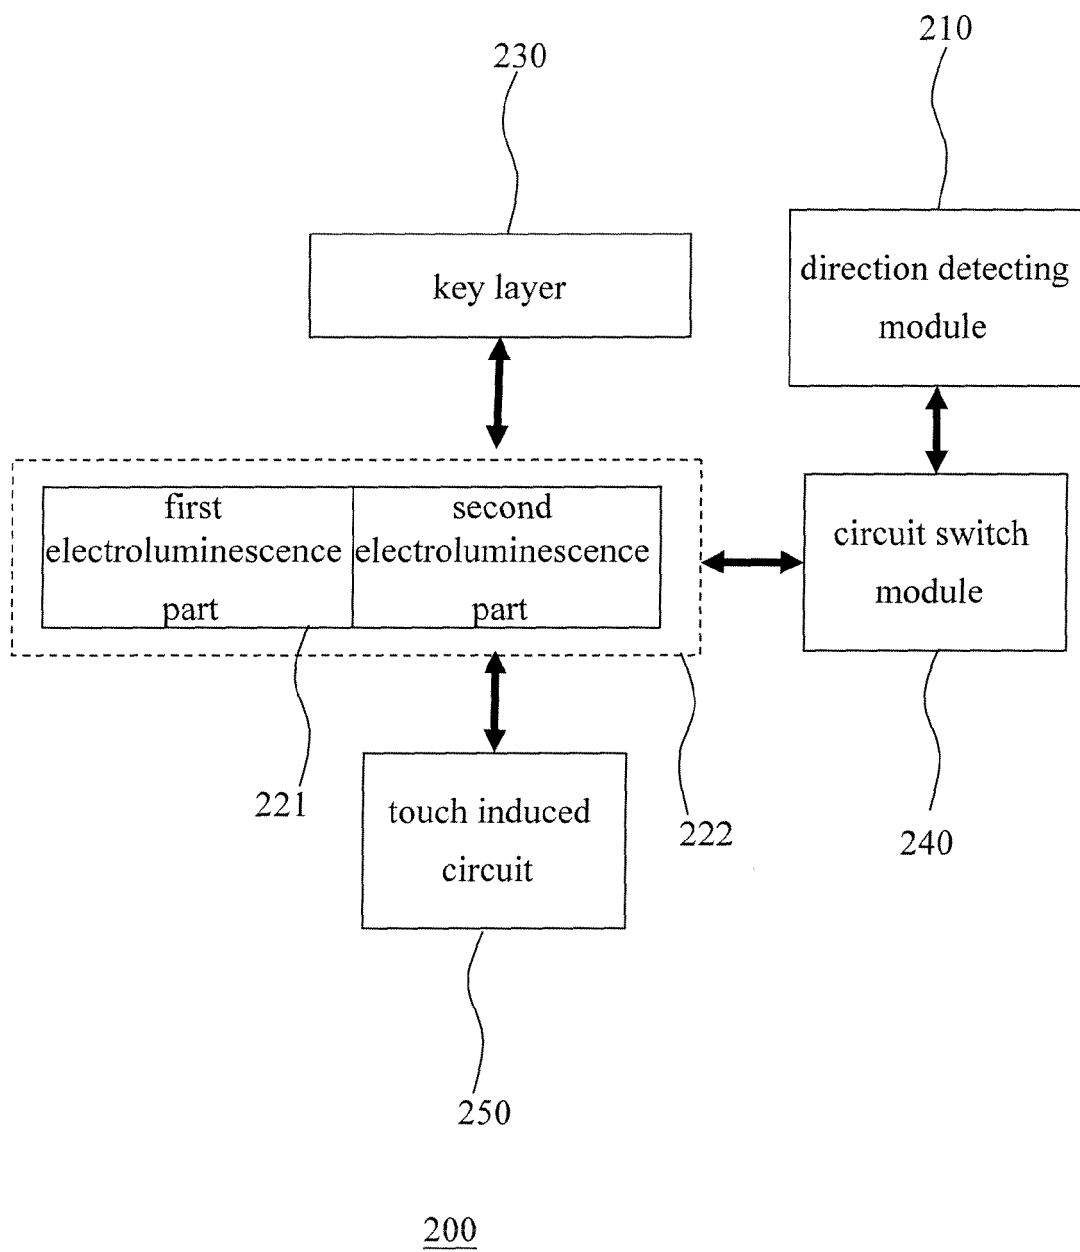 210
230
direction detecting
module
key layer
first
electroluminescence
part
second
electroluminescence
part
circuit switch
module
221
touch induced
circuit
222
240
250
200